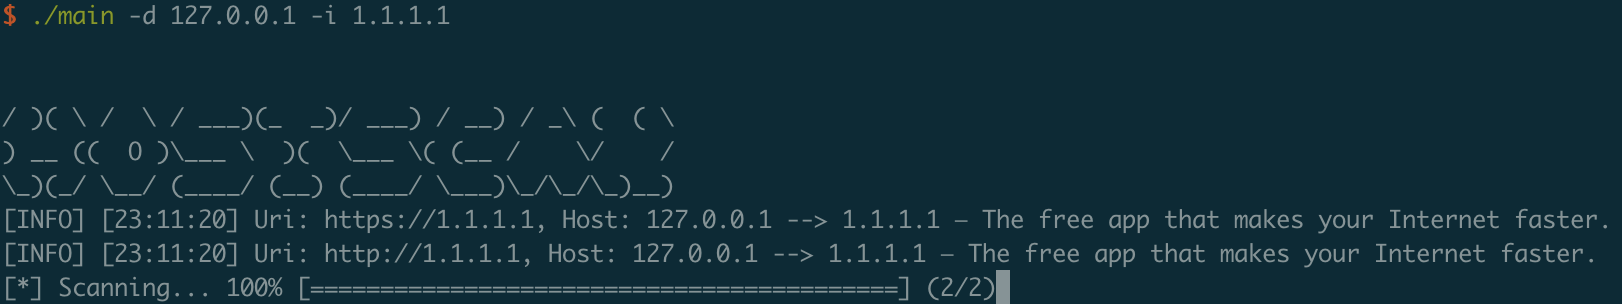 $ ./main -d 127.0.0.1 -i 1.1.1.1
/ )( \ /  \ / ___)(_  _)/ ___) / __) / _\ (  ( \
) __ ((  O )\___ \  )(  \___ \( (__ /    \/    /
\_)(_/ \__/ (____/ (__) (____/ \___)\_/\_/\_)__)
[INFO] [23:11:20] Uri: https://1.1.1.1, Host: 127.0.0.1 --> 1.1.1.1 — The free app that makes your Internet faster.
[INFO] [23:11:20] Uri: http://1.1.1.1, Host: 127.0.0.1 --> 1.1.1.1 — The free app that makes your Internet faster.
[*] Scanning... 100% [==========================================] (2/2)